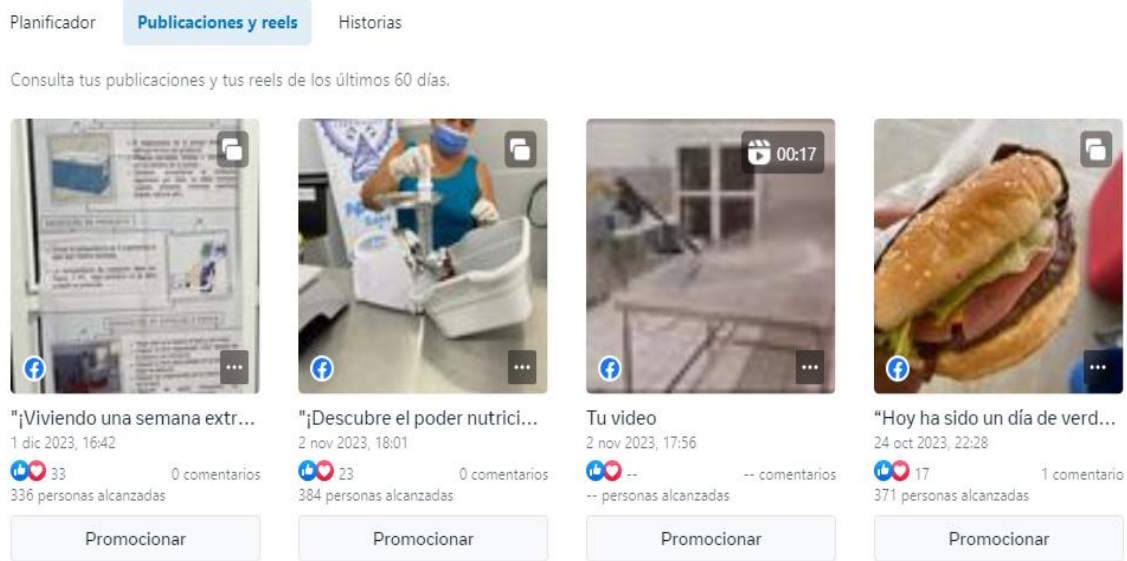 Planificador
Publicaciones y reels
Historias
Consulta tus publicaciones y tus reels de los últimos 60 días.
00:17
"¡Viviendo una semana extr...
1 dic 2023, 16:42
33
0 comentarios
336 personas alcanzadas
Promocionar
"¡Descubre el poder nutrici...
2 nov 2023, 18:01
23
0 comentarios
384 personas alcanzadas
Promocionar
Tu video
2 nov 2023, 17:56
--
-- comentarios
-- personas alcanzadas
Promocionar
“Hoy ha sido un día de verd...
24 oct 2023, 22:28
17
1 comentario
371 personas alcanzadas
Promocionar